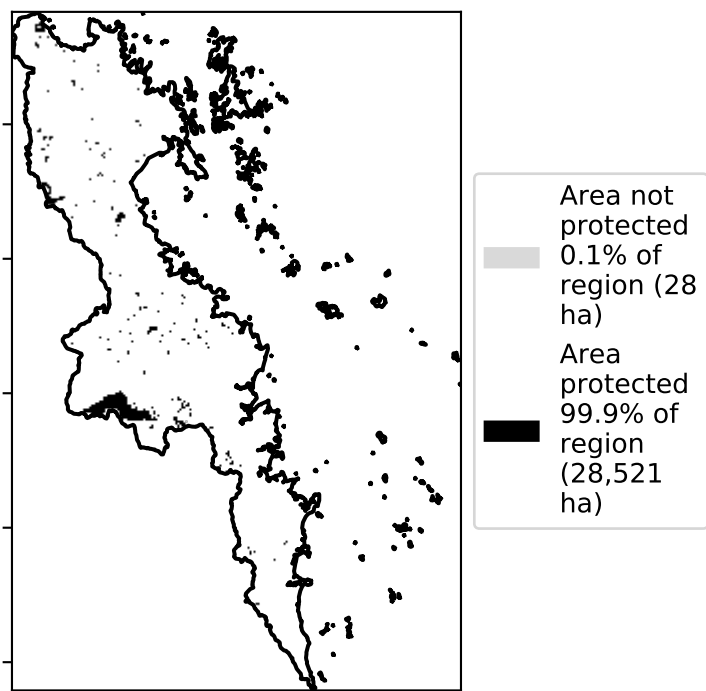 Area not
protected
0.1% of
region (28
ha)
Area
protected
99.9% of
region
(28,521
ha)